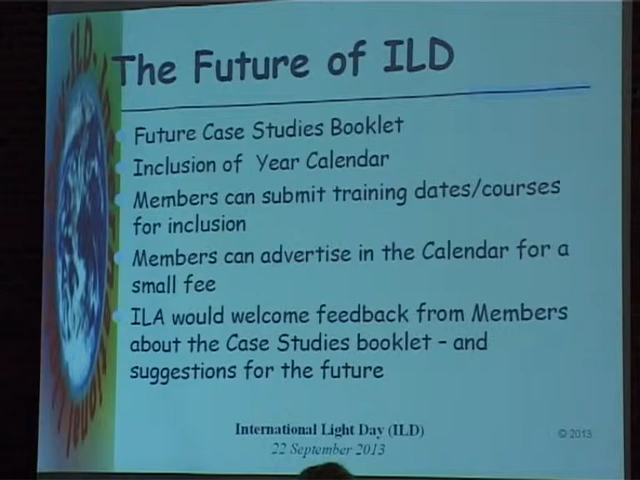 The Future of ILD
Future Case Studies Booklet
Inclusion of Year Calendar
Members can submit training dates/courses
for inclusion
Members can advertise in the Calendar for a
small fee
ILA would welcome feedback from Members
about the Case Studies booklet – and
suggestions for the future
International Light Day (ILD)
22 September 2013
© 2013